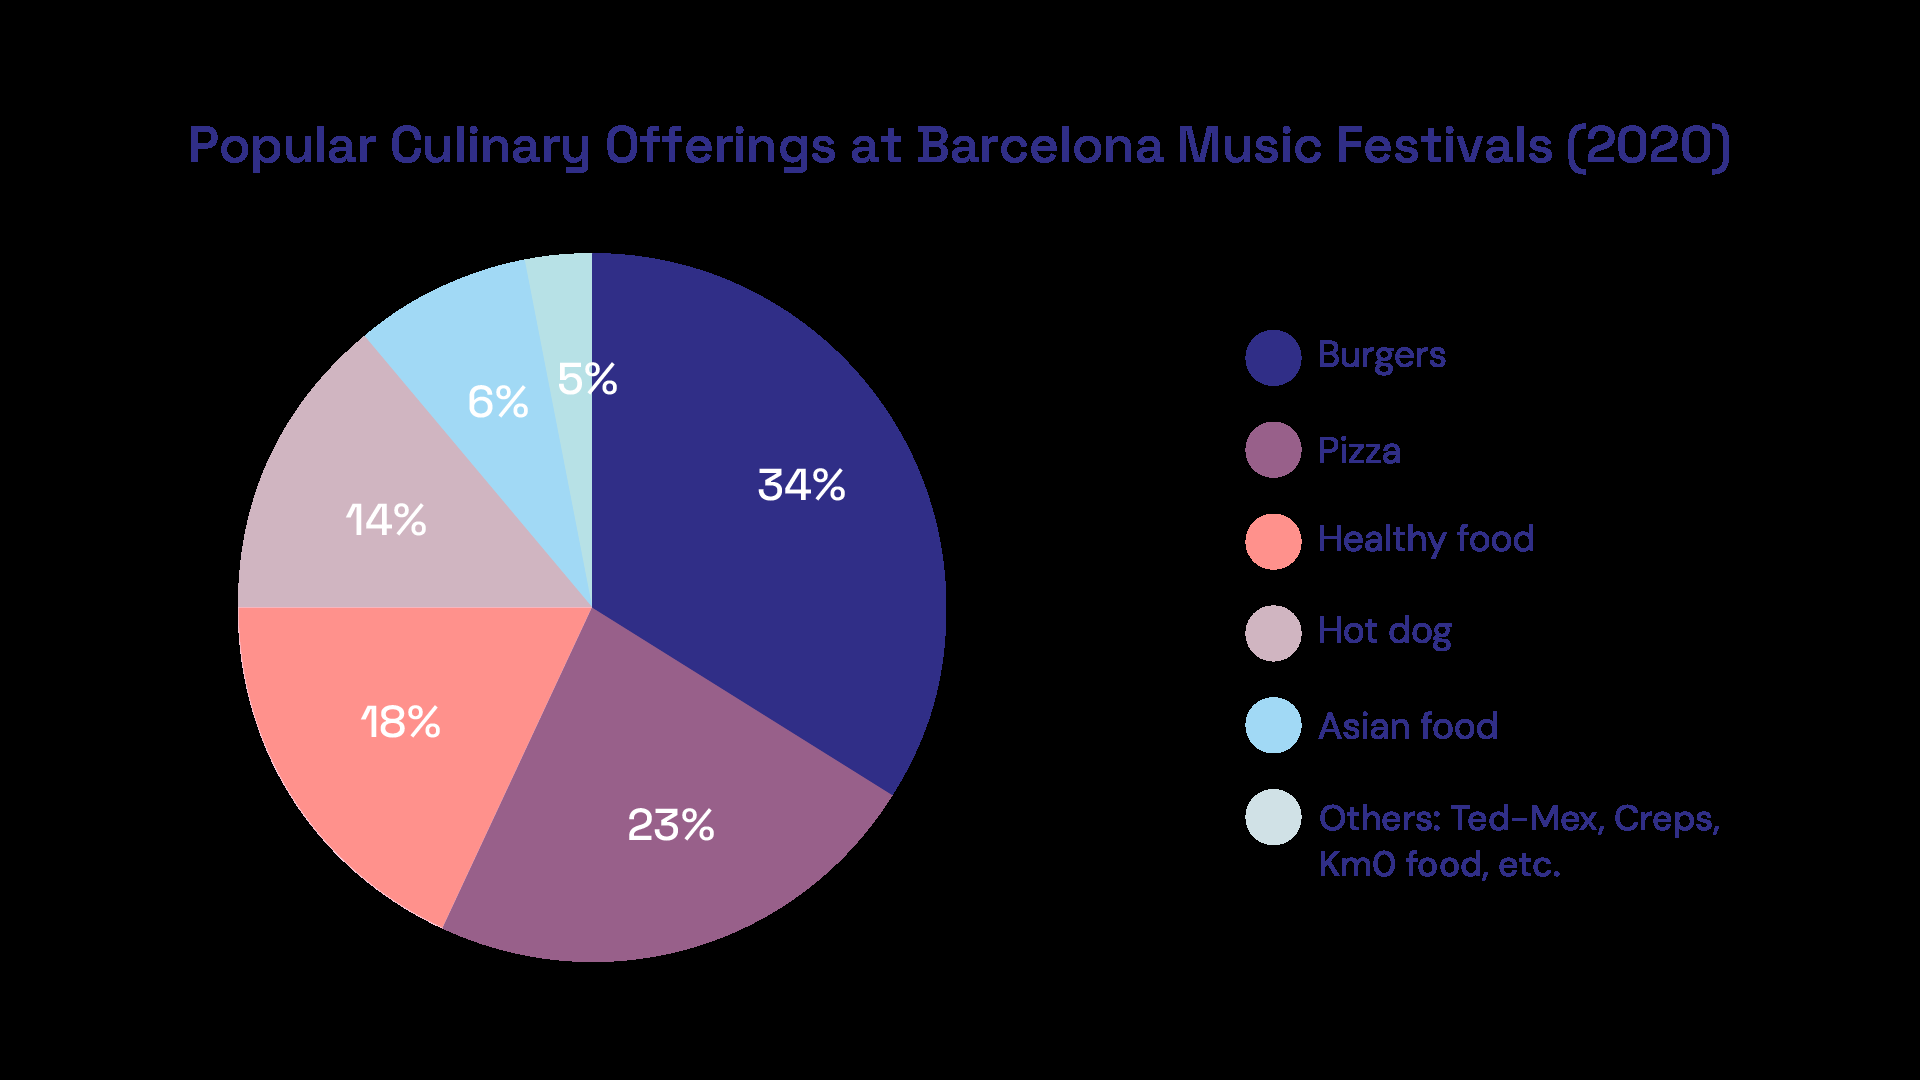 Popular Culinary Offerings at Barcelona Music Festivals (2020)
5%
6%
34%
14%
18%
23%
Burgers
Pizza
Healthy food
Hot dog
Asian food
Others: Ted-Mex, Creps,
Km0 food, etc.